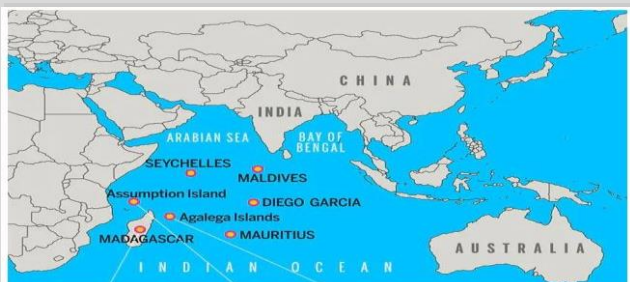 CHINA
INDIA
ARABIAN SEA
BAY OF
BENGAL
SEYCHELLES
MALDIVES
Assumption Island
DIEGO GARCIA
Agalega Islands
MADAGASCAR
MAURITIUS
AUSTRALIA
INDIAN OCEAN